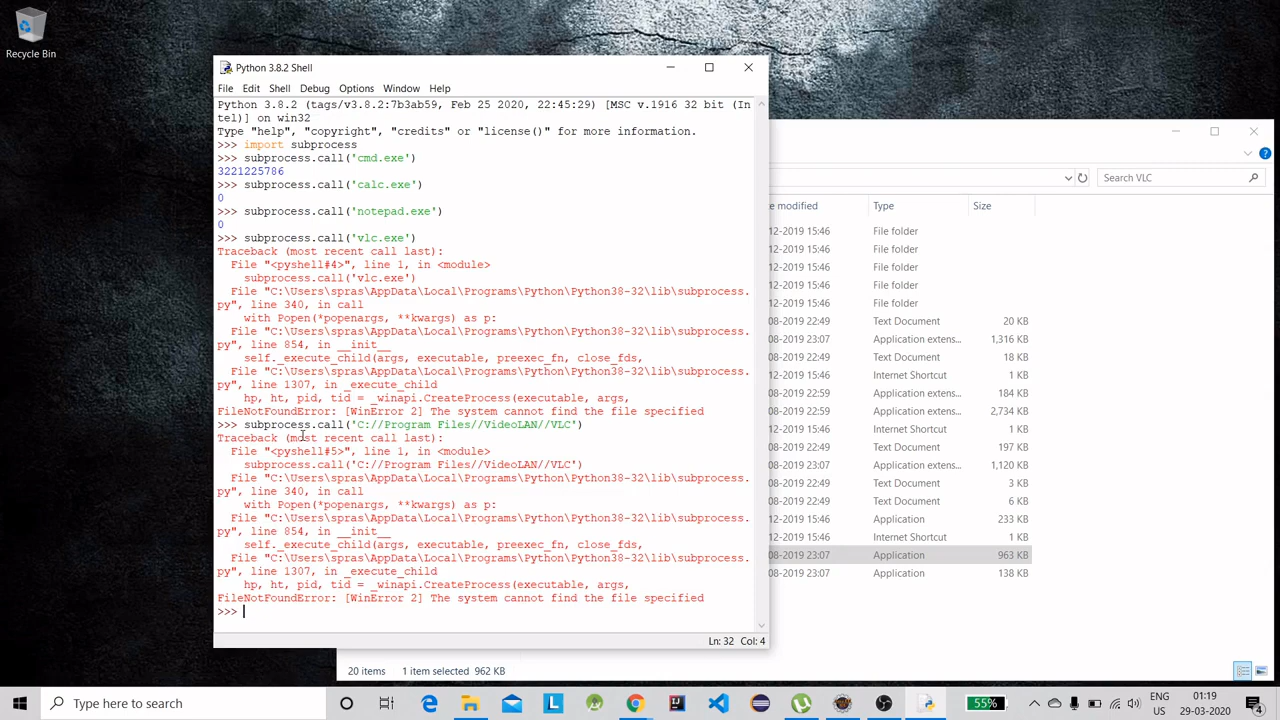 Recycle Bin
Python 3.8.2 Shell
File Edit Shell Debug Options Window Help
Python 3.8.2 (tags/v3.8.2:7b3ab59, Feb 25 2020, 22:45:29) [MSC v.1916 32 bit (In
tel)] on win32
Type "help", "copyright", "credits" or "license()" for more information.
>>> import subprocess
>>> subprocess.call('cmd.exe')
3221225786
>>> subprocess.call('calc.exe')
0
>>> subprocess.call('notepad.exe')
0
>>> subprocess.call('vlc.exe')
Traceback (most recent call last):
File "<pyshell#4>", line 1, in <module>
subprocess.call('vlc.exe')
File "C:\Users\spras\AppData\Local\Programs\Python\Python38-32\lib\subprocess.
py", line 340, in call
with Popen(*popenargs, **kwargs) as p:
File "C:\Users\spras\AppData\Local\Programs\Python\Python38-32\lib\subprocess.
py", line 854, in __init__
self._execute_child(args, executable, preexec_fn, close_fds,
File "C:\Users\spras\AppData\Local\Programs\Python\Python38-32\lib\subprocess.
py", line 1307, in _execute_child
hp, ht, pid, tid = _winapi.CreateProcess(executable, args,
FileNotFoundError: [WinError 2] The system cannot find the file specified
>>> subprocess.call('C://Program Files//VideoLAN//VLC')
Traceback (most recent call last):
File "<pyshell#5>", line 1, in <module>
subprocess.call('C://Program Files//VideoLAN//VLC')
File "C:\Users\spras\AppData\Local\Programs\Python\Python38-32\lib\subprocess.
py", line 340, in call
with Popen(*popenargs, **kwargs) as p:
File "C:\Users\spras\AppData\Local\Programs\Python\Python38-32\lib\subprocess.
py", line 854, in __init__
self._execute_child(args, executable, preexec_fn, close_fds,
File "C:\Users\spras\AppData\Local\Programs\Python\Python38-32\lib\subprocess.
py", line 1307, in _execute_child
hp, ht, pid, tid = _winapi.CreateProcess(executable, args,
FileNotFoundError: [WinError 2] The system cannot find the file specified
>>>
Ln: 32 Col: 4
Search VLC
te modified Type Size
12-2019 15:46 File folder
12-2019 15:46 File folder
12-2019 15:46 File folder
12-2019 15:46 File folder
12-2019 15:46 File folder
08-2019 22:49 Text Document 20 KB
08-2019 23:07 Application extens... 1,316 KB
08-2019 22:49 Text Document 18 KB
12-2019 15:46 Internet Shortcut 1 KB
08-2019 22:59 Application extens... 184 KB
08-2019 22:59 Application extens... 2,734 KB
12-2019 15:46 Internet Shortcut 1 KB
08-2019 22:49 Text Document 197 KB
08-2019 23:07 Application extens... 1,120 KB
08-2019 22:49 Text Document 3 KB
08-2019 22:49 Text Document 6 KB
12-2019 15:46 Application 233 KB
12-2019 15:46 Internet Shortcut 1 KB
08-2019 23:07 Application 963 KB
08-2019 23:07 Application 138 KB
20 items 1 item selected 962 KB
Type here to search
55%
ENG
US
01:19
29-03-2020
4